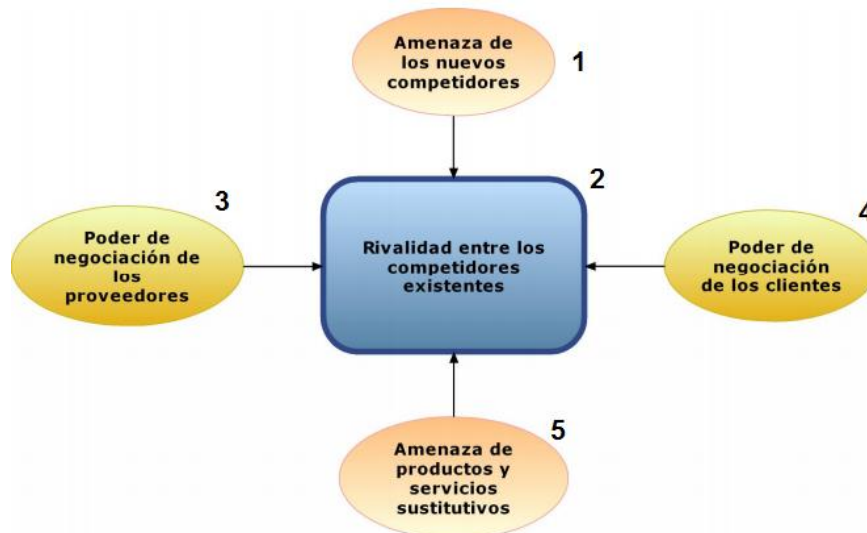 Amenaza de
los nuevos
competidores
1
2
Rivalidad entre los
competidores
existentes
3
Poder de
negociación de
los
proveedores
4
Poder de
negociación
de los clientes
5
Amenaza de
productos y
servicios
sustitutivos